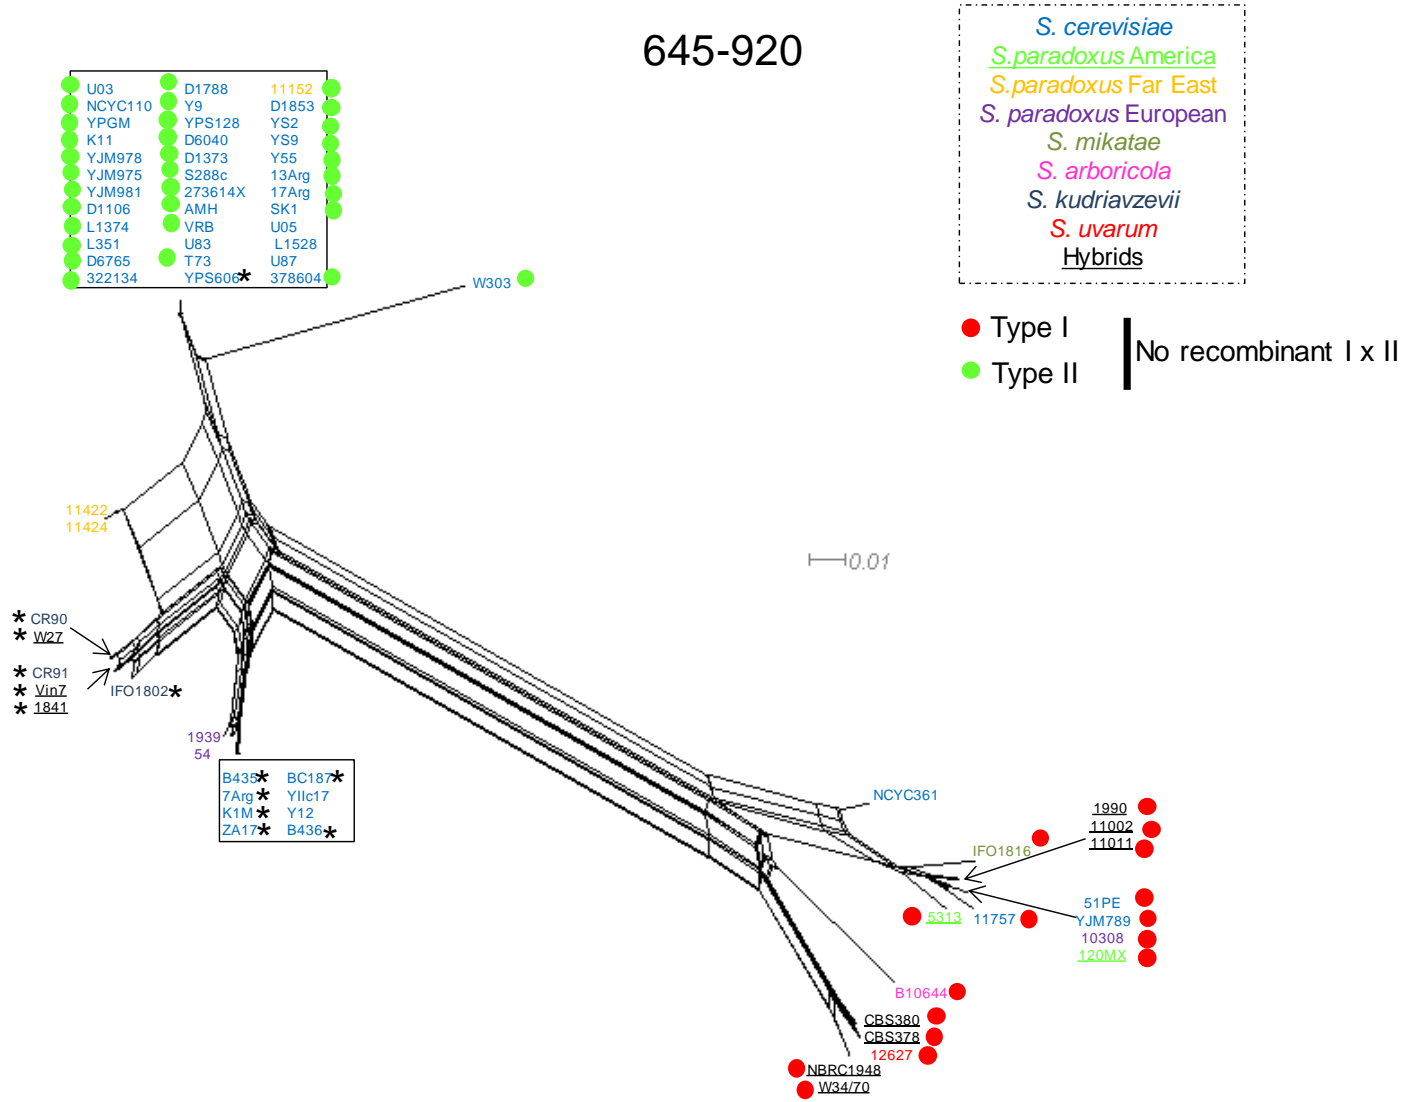 645-920
S. cerevisiae
S.paradoxus America
S.paradoxus Far East
S. paradoxus European
S. mikatae
S. arboricola
S. kudriavzevii
S. uvarum
Hybrids
Type I
Type II
No recombinant I x II
U03 D1788 11152
NCYC110 Y9 D1853
YPGM YPS128 YS2
K11 D6040 YS9
YJM978 D1373 Y55
YJM975 S288c 13Arg
YJM981 273614X 17Arg
D1106 AMH SK1
L1374 VRB U05
L351 U83 L1528
D6765 T73 U87
322134 YPS606* 378604
W303
11422
11424
0.01
* CR90
* W27
* CR91
* Vin7
* 1841
IFO1802*
1939
54
B435* BC187*
7Arg* YIIc17
K1M* Y12
ZA17* B436*
NCYC361
1990
11002
11011
IFO1816
5313 11757
51PE
YJM789
10308
120MX
B10644
CBS380
CBS378
12627
NBRC1948
W34/70